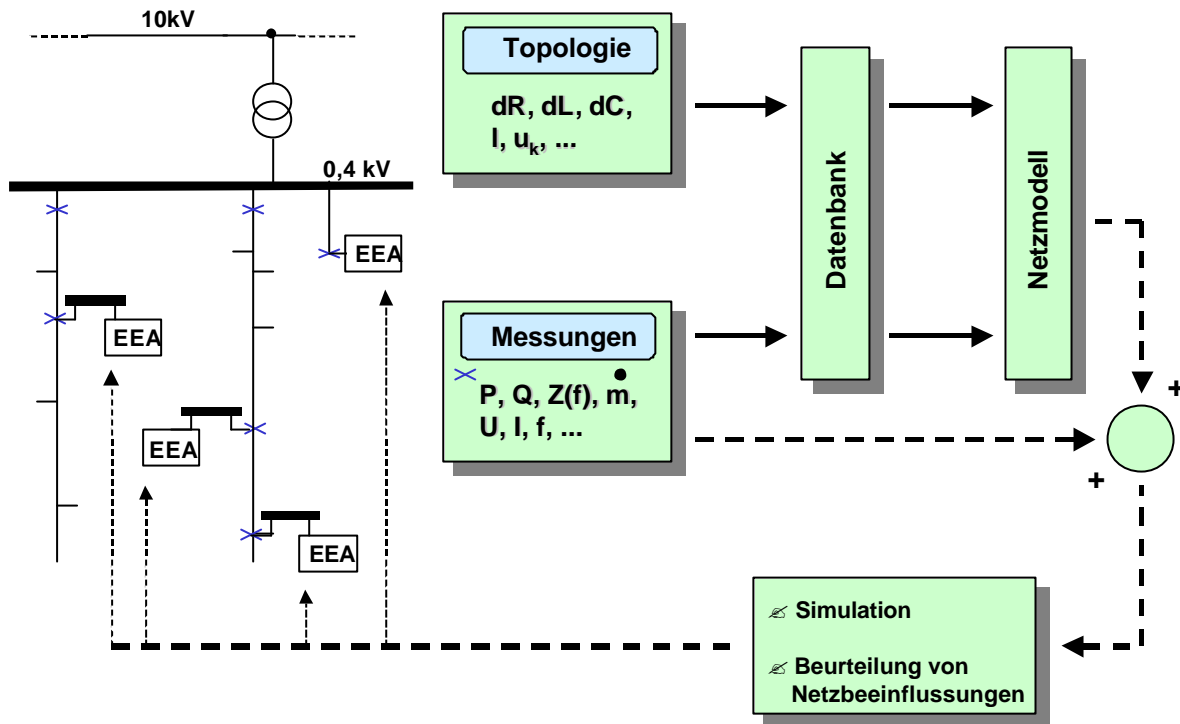 10kV
0,4 kV
EEA
EEA
EEA
EEA
Topologie
dR, dL, dC,
l, uk, ...
Messungen
P, Q, Z(f), ṁ,
U, I, f, ...
Datenbank
Netzmodell
+
+
Simulation
Beurteilung von
Netzbeeinflussungen